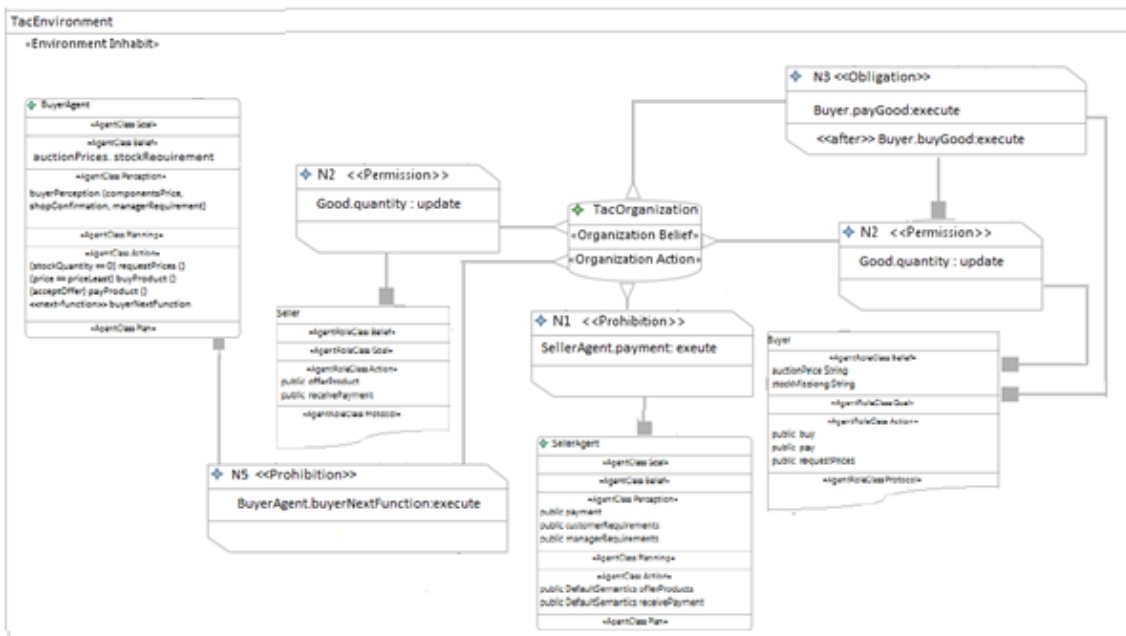 TacEnvironment
«Environment Inhabit»
BuyerAgent
«AgentClass Goal»
«AgentClass Belief»
auctionPrices, stockRequirement
«AgentClass Perception»
buyerPerception {componentsPrice,
shopConfirmation, managerRequirement}
«AgentClass Planning»
«AgentClass Action»
{stockQuantity == 0} requestPrices ()
{price == priceLeast} buyProduct ()
{acceptOffer} payProduct ()
«next-function» buyerNextFunction
«AgentClass Plan»
N2 <<Permission>>
Good.quantity : update
Seller
«AgentRoleClass Belief»
«AgentRoleClass Goal»
«AgentRoleClass Action»
public offerProduct
public receivePayment
«AgentRoleClass Protocol»
N5 <<Prohibition>>
BuyerAgent.buyerNextFunction:execute
TacOrganization
«Organization Belief»
«Organization Action»
N1 <<Prohibition>>
SellerAgent.payment: exeute
SellerAgent
«AgentClass Goal»
«AgentClass Belief»
«AgentClass Perception»
public payment
public customerRequirements
public managerRequirements
«AgentClass Planning»
«AgentClass Action»
public DefaultSemantics offerProducts
public DefaultSemantics receivePayment
«AgentClass Plan»
N3 <<Obligation>>
Buyer.payGood:execute
<<after>> Buyer.buyGood:execute
N2 <<Permission>>
Good.quantity : update
Buyer
«AgentRoleClass Belief»
auctionPrice String
stockMissiong String
«AgentRoleClass Goal»
«AgentRoleClass Action»
public buy
public pay
public requestPrices
«AgentRoleClass Protocol»